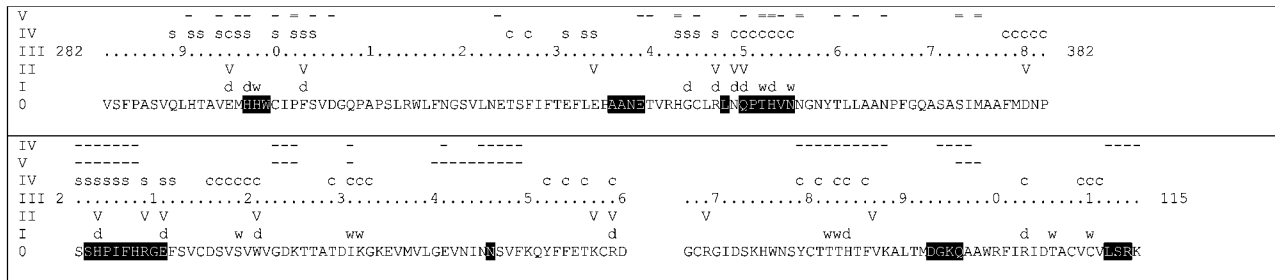 V - -- -- - = - - - -- = - == - - - - = =
IV s ss scss s sss s c s ss sss s ccccccc ccccc
III 282 ........9.........0.........1.........2.........3.........4.........5.........6.........7.........8.. 382
II V V V V VV V
I d dw d d d dd wd w
0 VSFPASVQLHTAVEMHHWCIPFSVDGQPAPSLRWLFNGSVLNETSFIFTEFLEPAANETVRHGCLRLNQPTHVNNGNYTLLAANPFGQASASIMAAFMDNP
IV ------- --- - - ----- ---------- ---- ----
V ------- --- ---------- ---
IV ssssss s ss cccccc c ccc c c c c c c cc c c ccc
III 2 ........1.........2.........3.........4.........5.........6 ..7.........8.........9.........0.........1..... 115
II V V V V V V V V
I d d w d ww d wwd d w w
0 SSHPIFHRGEFSVCDSVSVWVGDKTTATDIKGKEVMVLGEVNINNSVFKQYFFETKCRD GCRGIDSKHWNSYCTTTHTFVKALTMDGKQAAWRFIRIDTACVCVLSRK